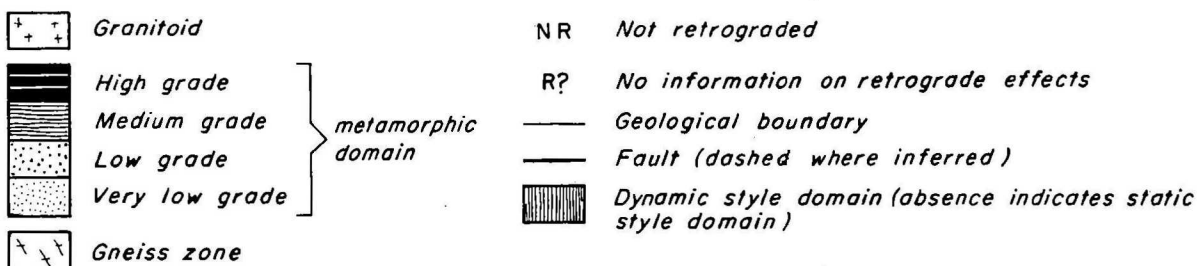 Granitoid
High grade
Medium grade
Low grade
Very low grade
metamorphic
domain
Gneiss zone
NR Not retrograded
R? No information on retrograde effects
Geological boundary
Fault (dashed where inferred)
Dynamic style domain (absence indicates static
style domain)